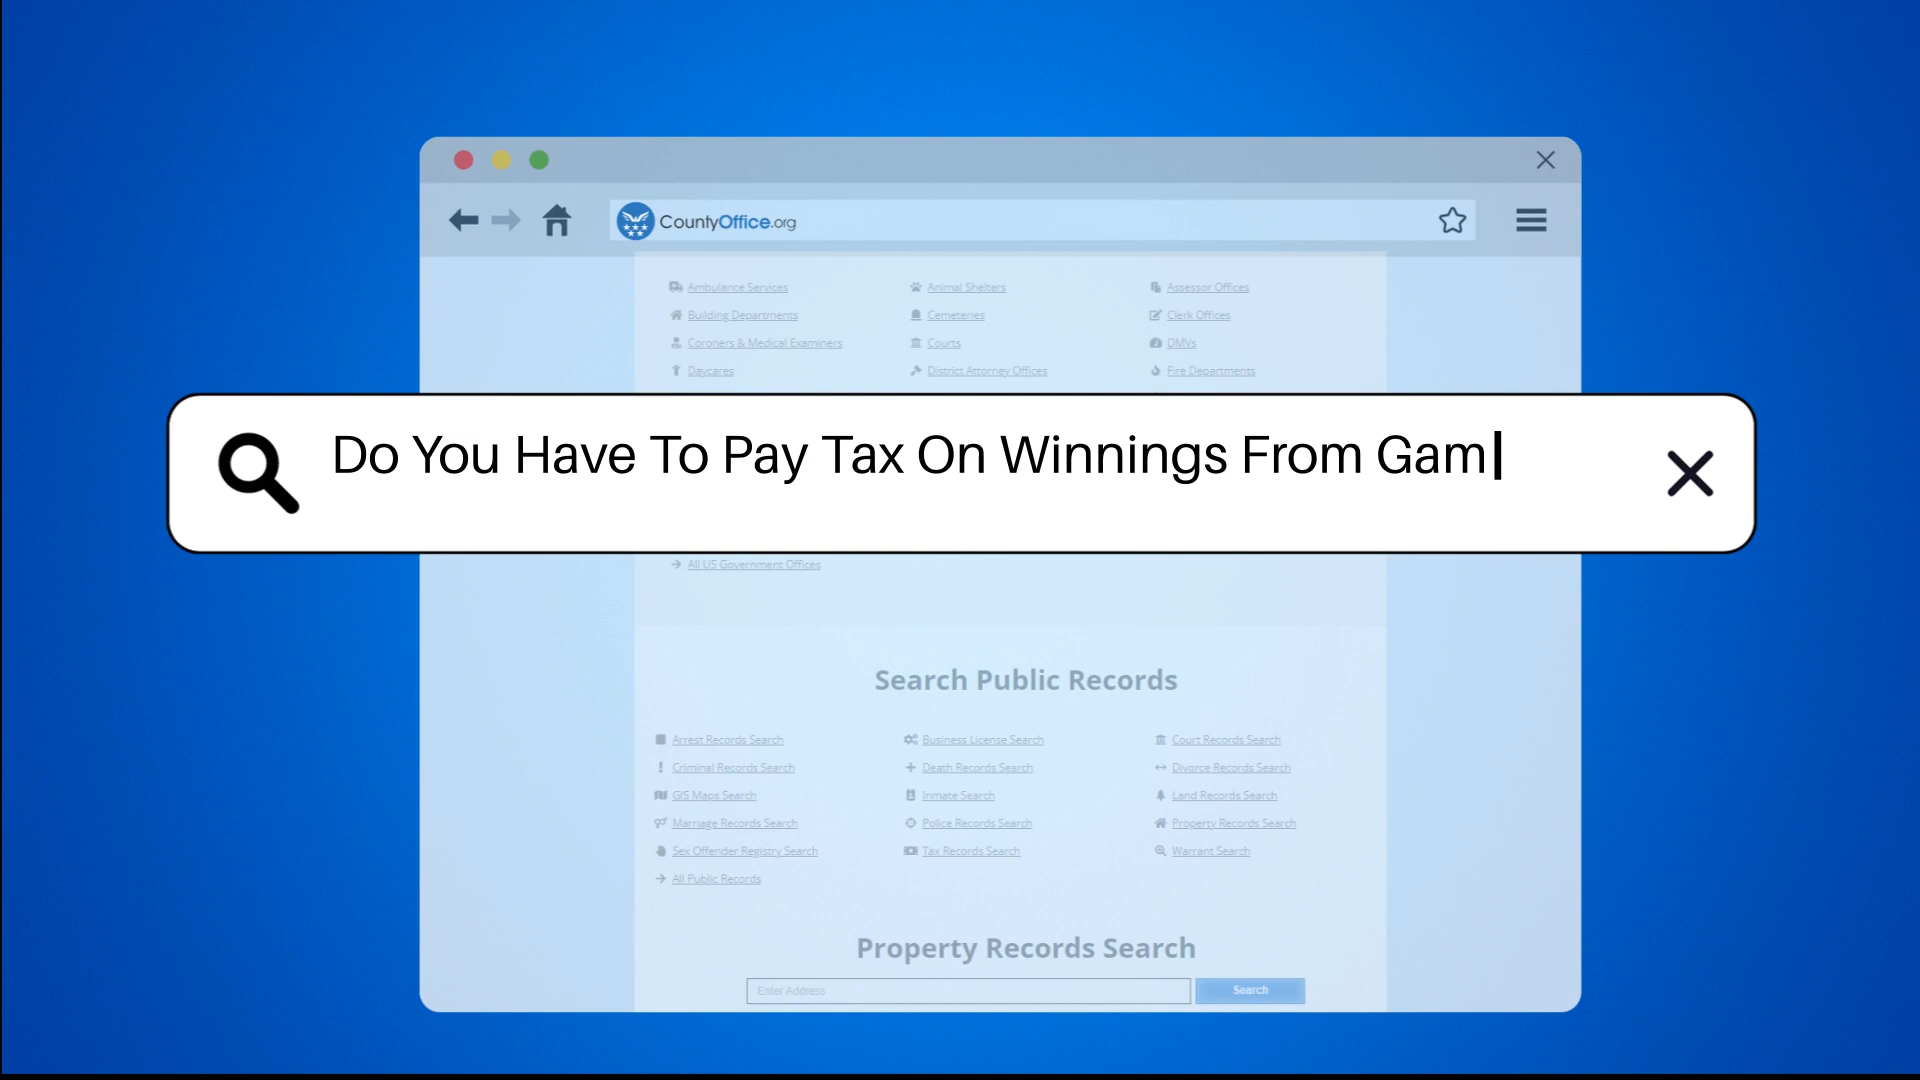 CountyOffice.org
Ambulance Services
Animal Shelters
Assessor Offices
Building Departments
Cemeteries
Clerk Offices
Coroners & Medical Examiners
Courts
DMVs
Daycares
District Attorney Offices
Fire Departments
Do You Have To Pay Tax On Winnings From Gam
All US Government Offices
Search Public Records
Arrest Records Search
Business License Search
Court Records Search
Criminal Records Search
Death Records Search
Divorce Records Search
GIS Maps Search
Inmate Search
Land Records Search
Marriage Records Search
Police Records Search
Property Records Search
Sex Offender Registry Search
Tax Records Search
Warrant Search
All Public Records
Property Records Search
Enter Address
Search